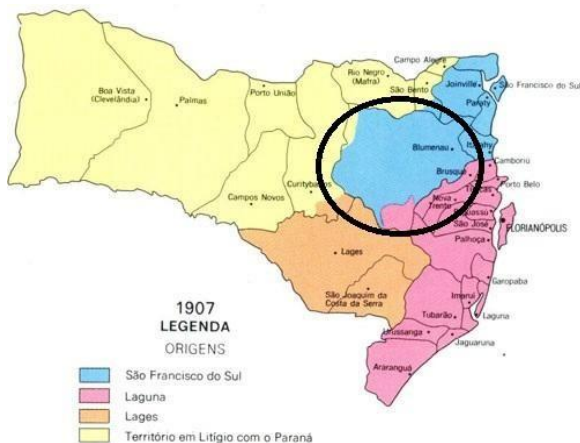 Campo Alegre
Rio Negro
(Mafra)
Joinville
São Francisco do Sul
São Bento
Boa Vista
(Clevelândia)
Palmas
Porto União
Paraty
Blumenau
Itajahy
Camboriú
Brusque
Porto Belo
Tijucas
Curitybanos
Campos Novos
Nova
Trento
FLORIANÓPOLIS
São José
Palhoça
Lages
Garopaba
São Joaquim da
Costa da Serra
Imaruí
Laguna
Tubarão
Urussanga
Jaguaruna
Araranguá
1907
LEGENDA
ORIGENS
São Francisco do Sul
Laguna
Lages
Território em Litígio com o Paraná